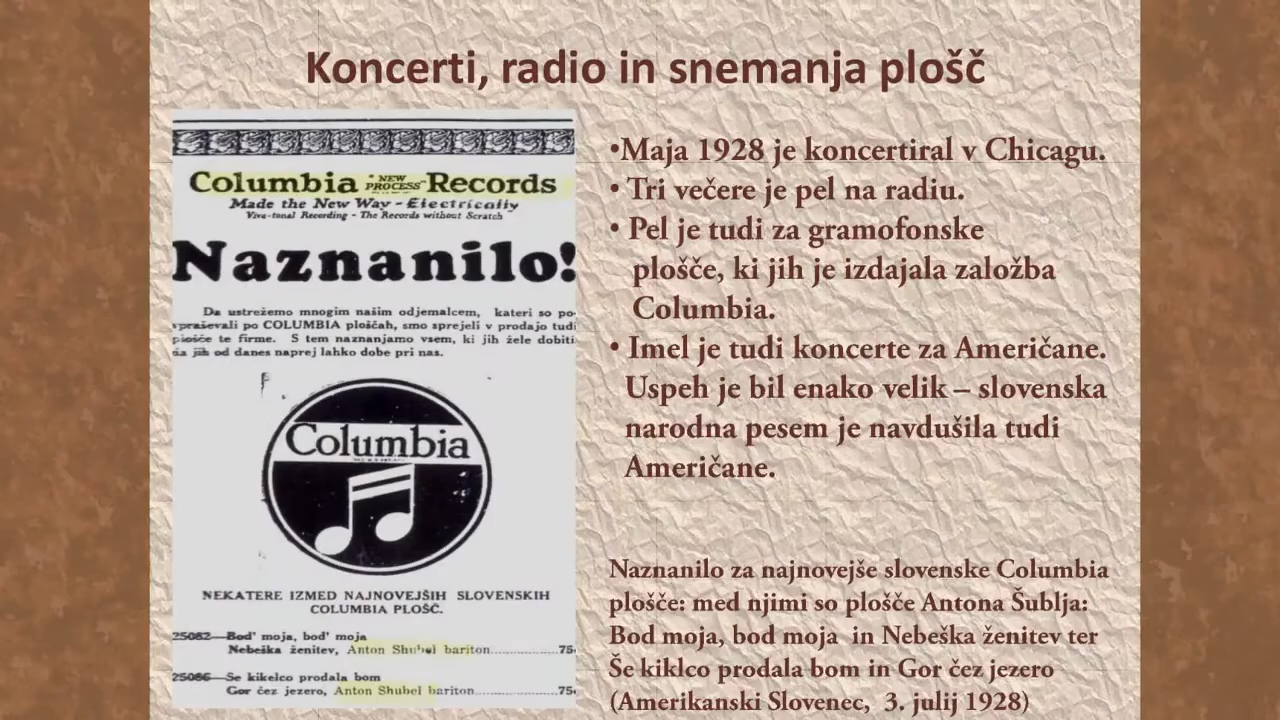 Koncerti, radio in snemanja plošč
Columbia "NEW PROCESS" Records
Made the New Way - Electrically
Viva-tonal Recording - The Records without Scratch
Naznanilo!
Da ustrežemo mnogim našim odjemalcem, kateri so po-
vpraševali po COLUMBIA ploščah, smo sprejeli v prodajo tudi
plošče te firme. S tem naznanjamo vsem, ki jih žele dobiti
da jih od danes naprej lahko dobe pri nas.
Columbia
NEKATERE IZMED NAJNOVEJŠIH SLOVENSKIH
COLUMBIA PLOŠČ.
25082—Bod' moja, bod' moja
Nebeška ženitev, Anton Shubel bariton..............75
25086—Se kikelco prodala bom
Gor čez jezero, Anton Shubel bariton..............75
•Maja 1928 je koncertiral v Chicagu.
• Tri večere je pel na radiu.
• Pel je tudi za gramofonske
plošče, ki jih je izdajala založba
Columbia.
• Imel je tudi koncerte za Američane.
Uspeh je bil enako velik – slovenska
narodna pesem je navdušila tudi
Američane.
Naznanilo za najnovejše slovenske Columbia
plošče: med njimi so plošče Antona Šublja:
Bod moja, bod moja in Nebeška ženitev ter
Še kiklco prodala bom in Gor čez jezero
(Amerikanski Slovenec, 3. julij 1928)